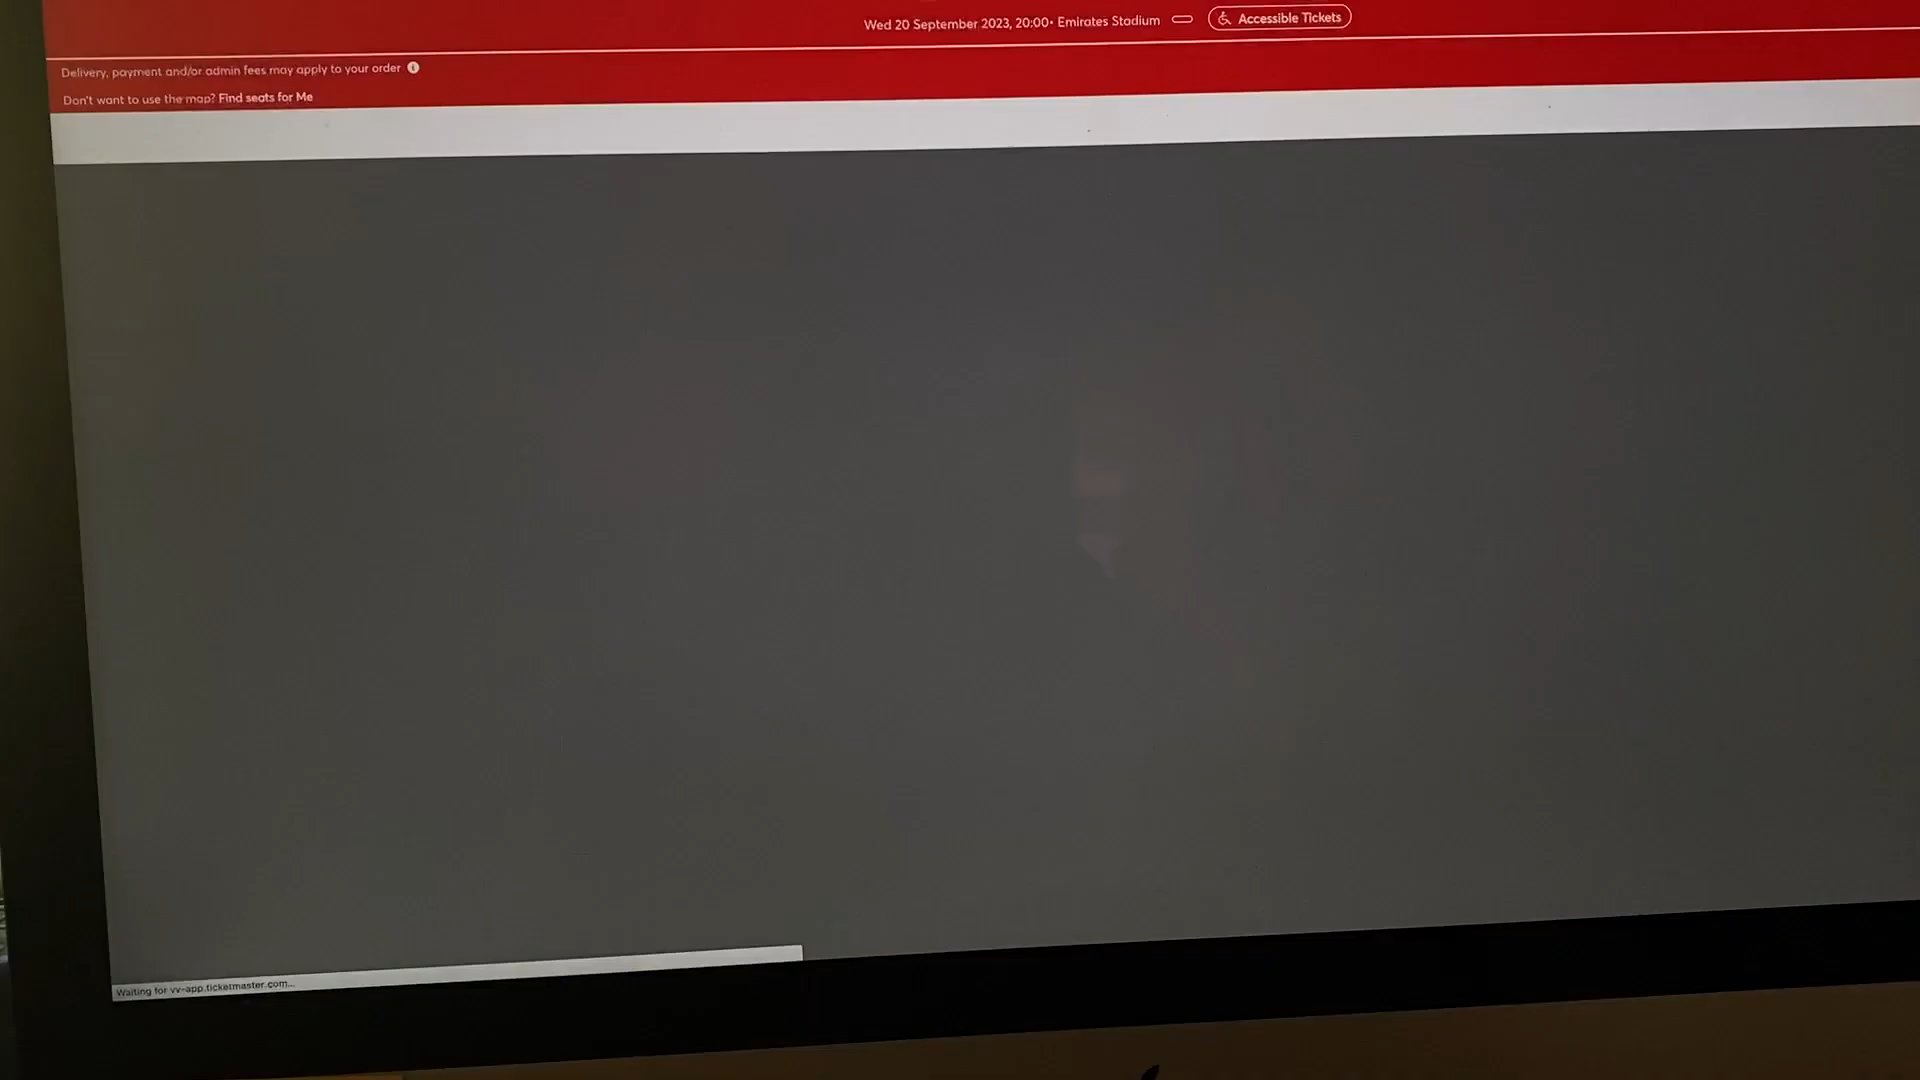 Wed 20 September 2023, 20:00• Emirates Stadium
Accessible Tickets
Delivery, payment and/or admin fees may apply to your order
Don't want to use the map? Find seats for Me
Waiting for vv-app.ticketmaster.com...